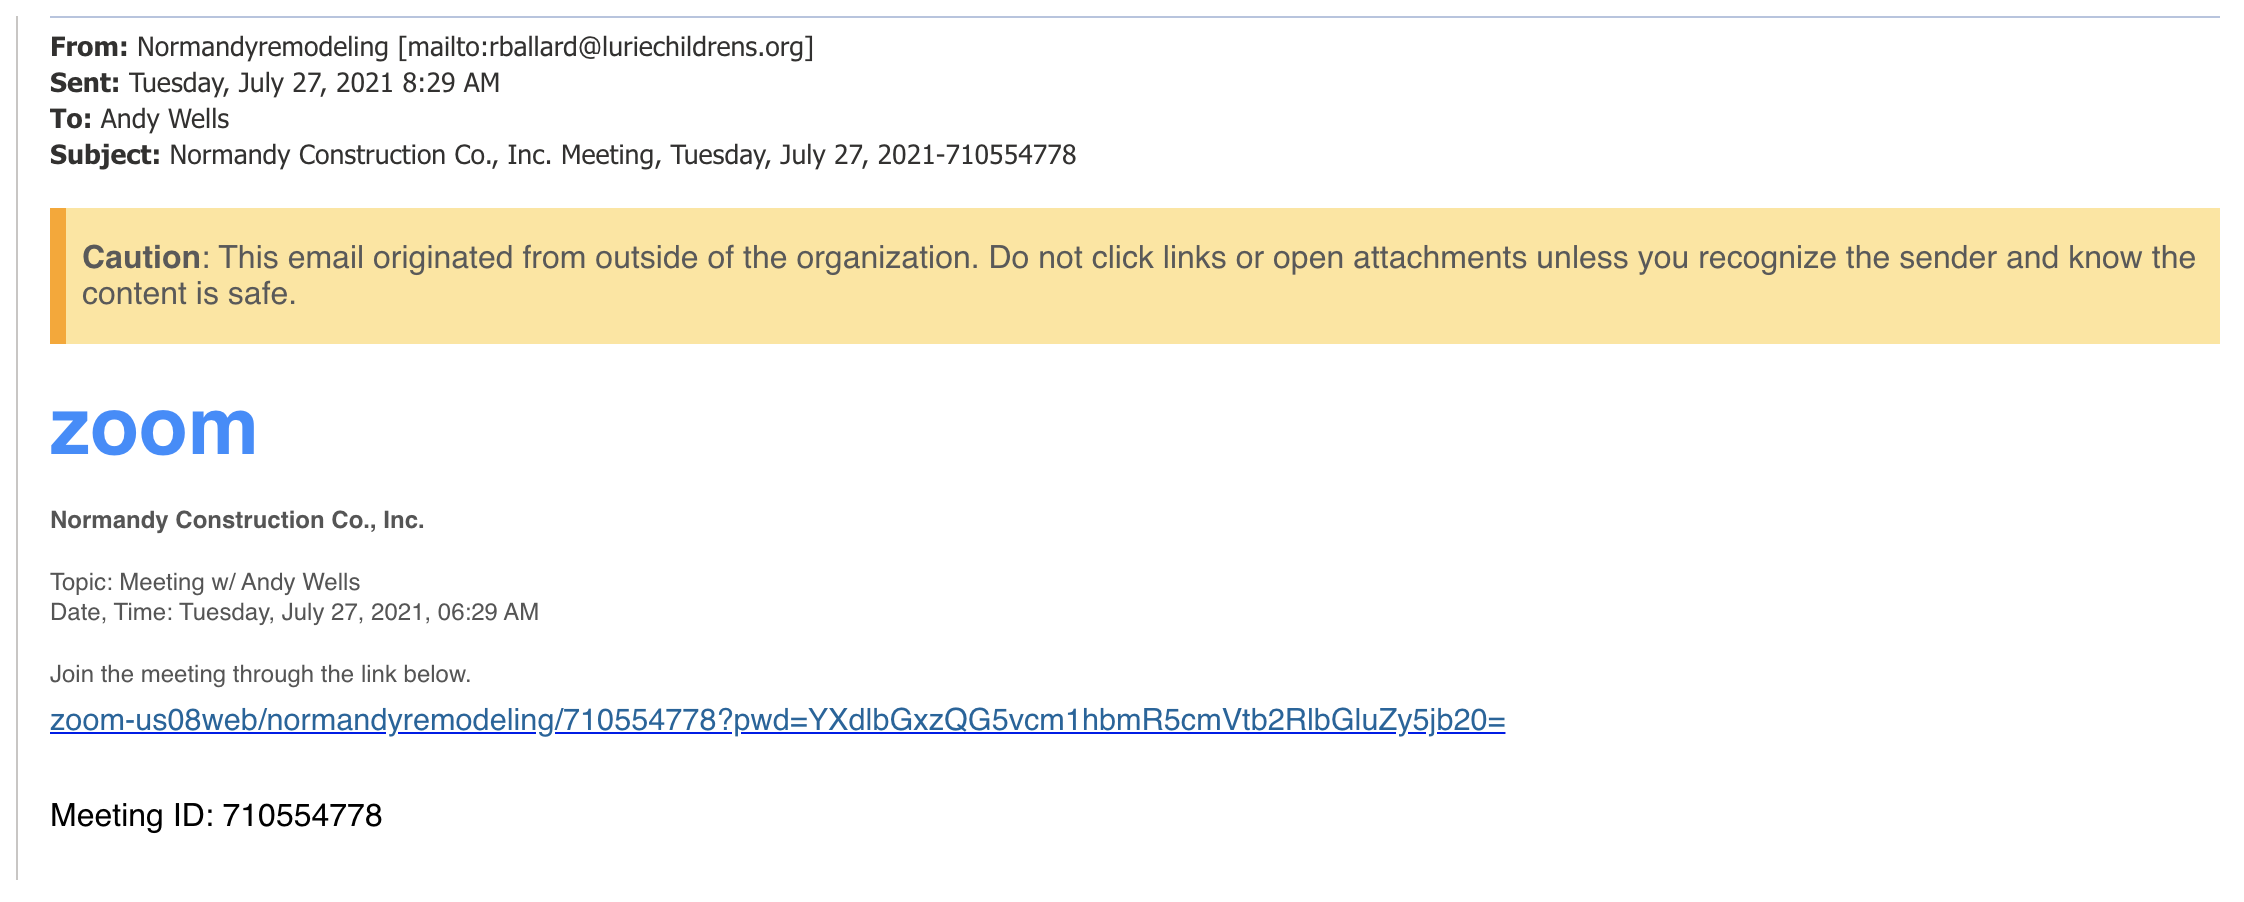 From: Normandyremodeling [mailto:rballard@luriechildrens.org]
Sent: Tuesday, July 27, 2021 8:29 AM
To: Andy Wells
Subject: Normandy Construction Co., Inc. Meeting, Tuesday, July 27, 2021-710554778
Caution: This email originated from outside of the organization. Do not click links or open attachments unless you recognize the sender and know the
content is safe.
zoom
Normandy Construction Co., Inc.
Topic: Meeting w/ Andy Wells
Date, Time: Tuesday, July 27, 2021, 06:29 AM
Join the meeting through the link below.
zoom-us08web/normandyremodeling/710554778?pwd=YXdlbGxzQG5vcm1hbmR5cmVtb2RlbGluZy5jb20=
Meeting ID: 710554778